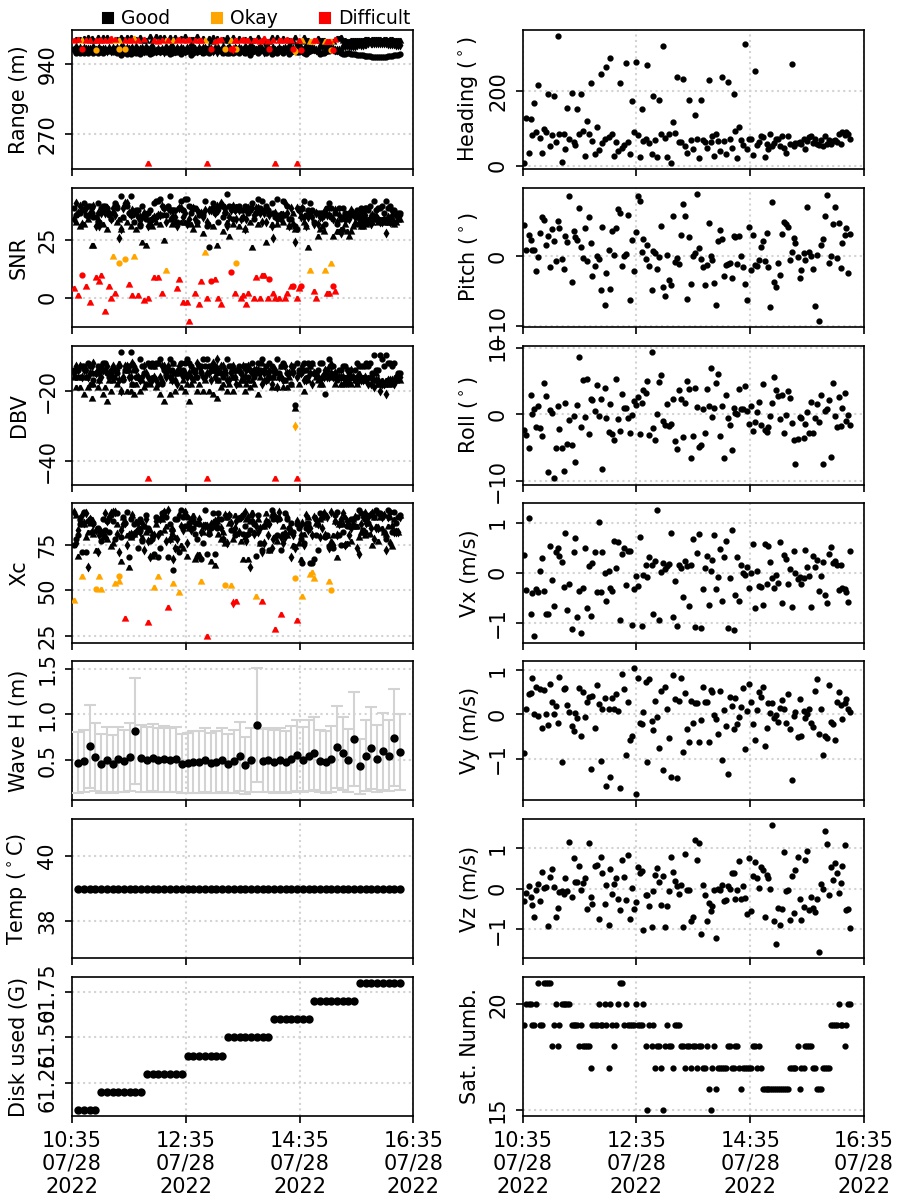 Good Okay Difficult
Range (m)
940
270
Heading (°)
200
0
SNR
25
0
Pitch (°)
0
−10
DBV
−20
−40
Roll (°)
10
0
−10
Xc
75
50
25
Vx (m/s)
1
0
−1
Wave H (m)
1.5
1.0
0.5
Vy (m/s)
1
0
−1
Temp (°C)
40
38
Vz (m/s)
1
0
−1
Disk used (G)
61.75
61.50
61.25
Sat. Numb.
20
15
10:35 12:35 14:35 16:35 10:35 12:35 14:35 16:35
07/28 07/28 07/28 07/28 07/28 07/28 07/28 07/28
2022 2022 2022 2022 2022 2022 2022 2022